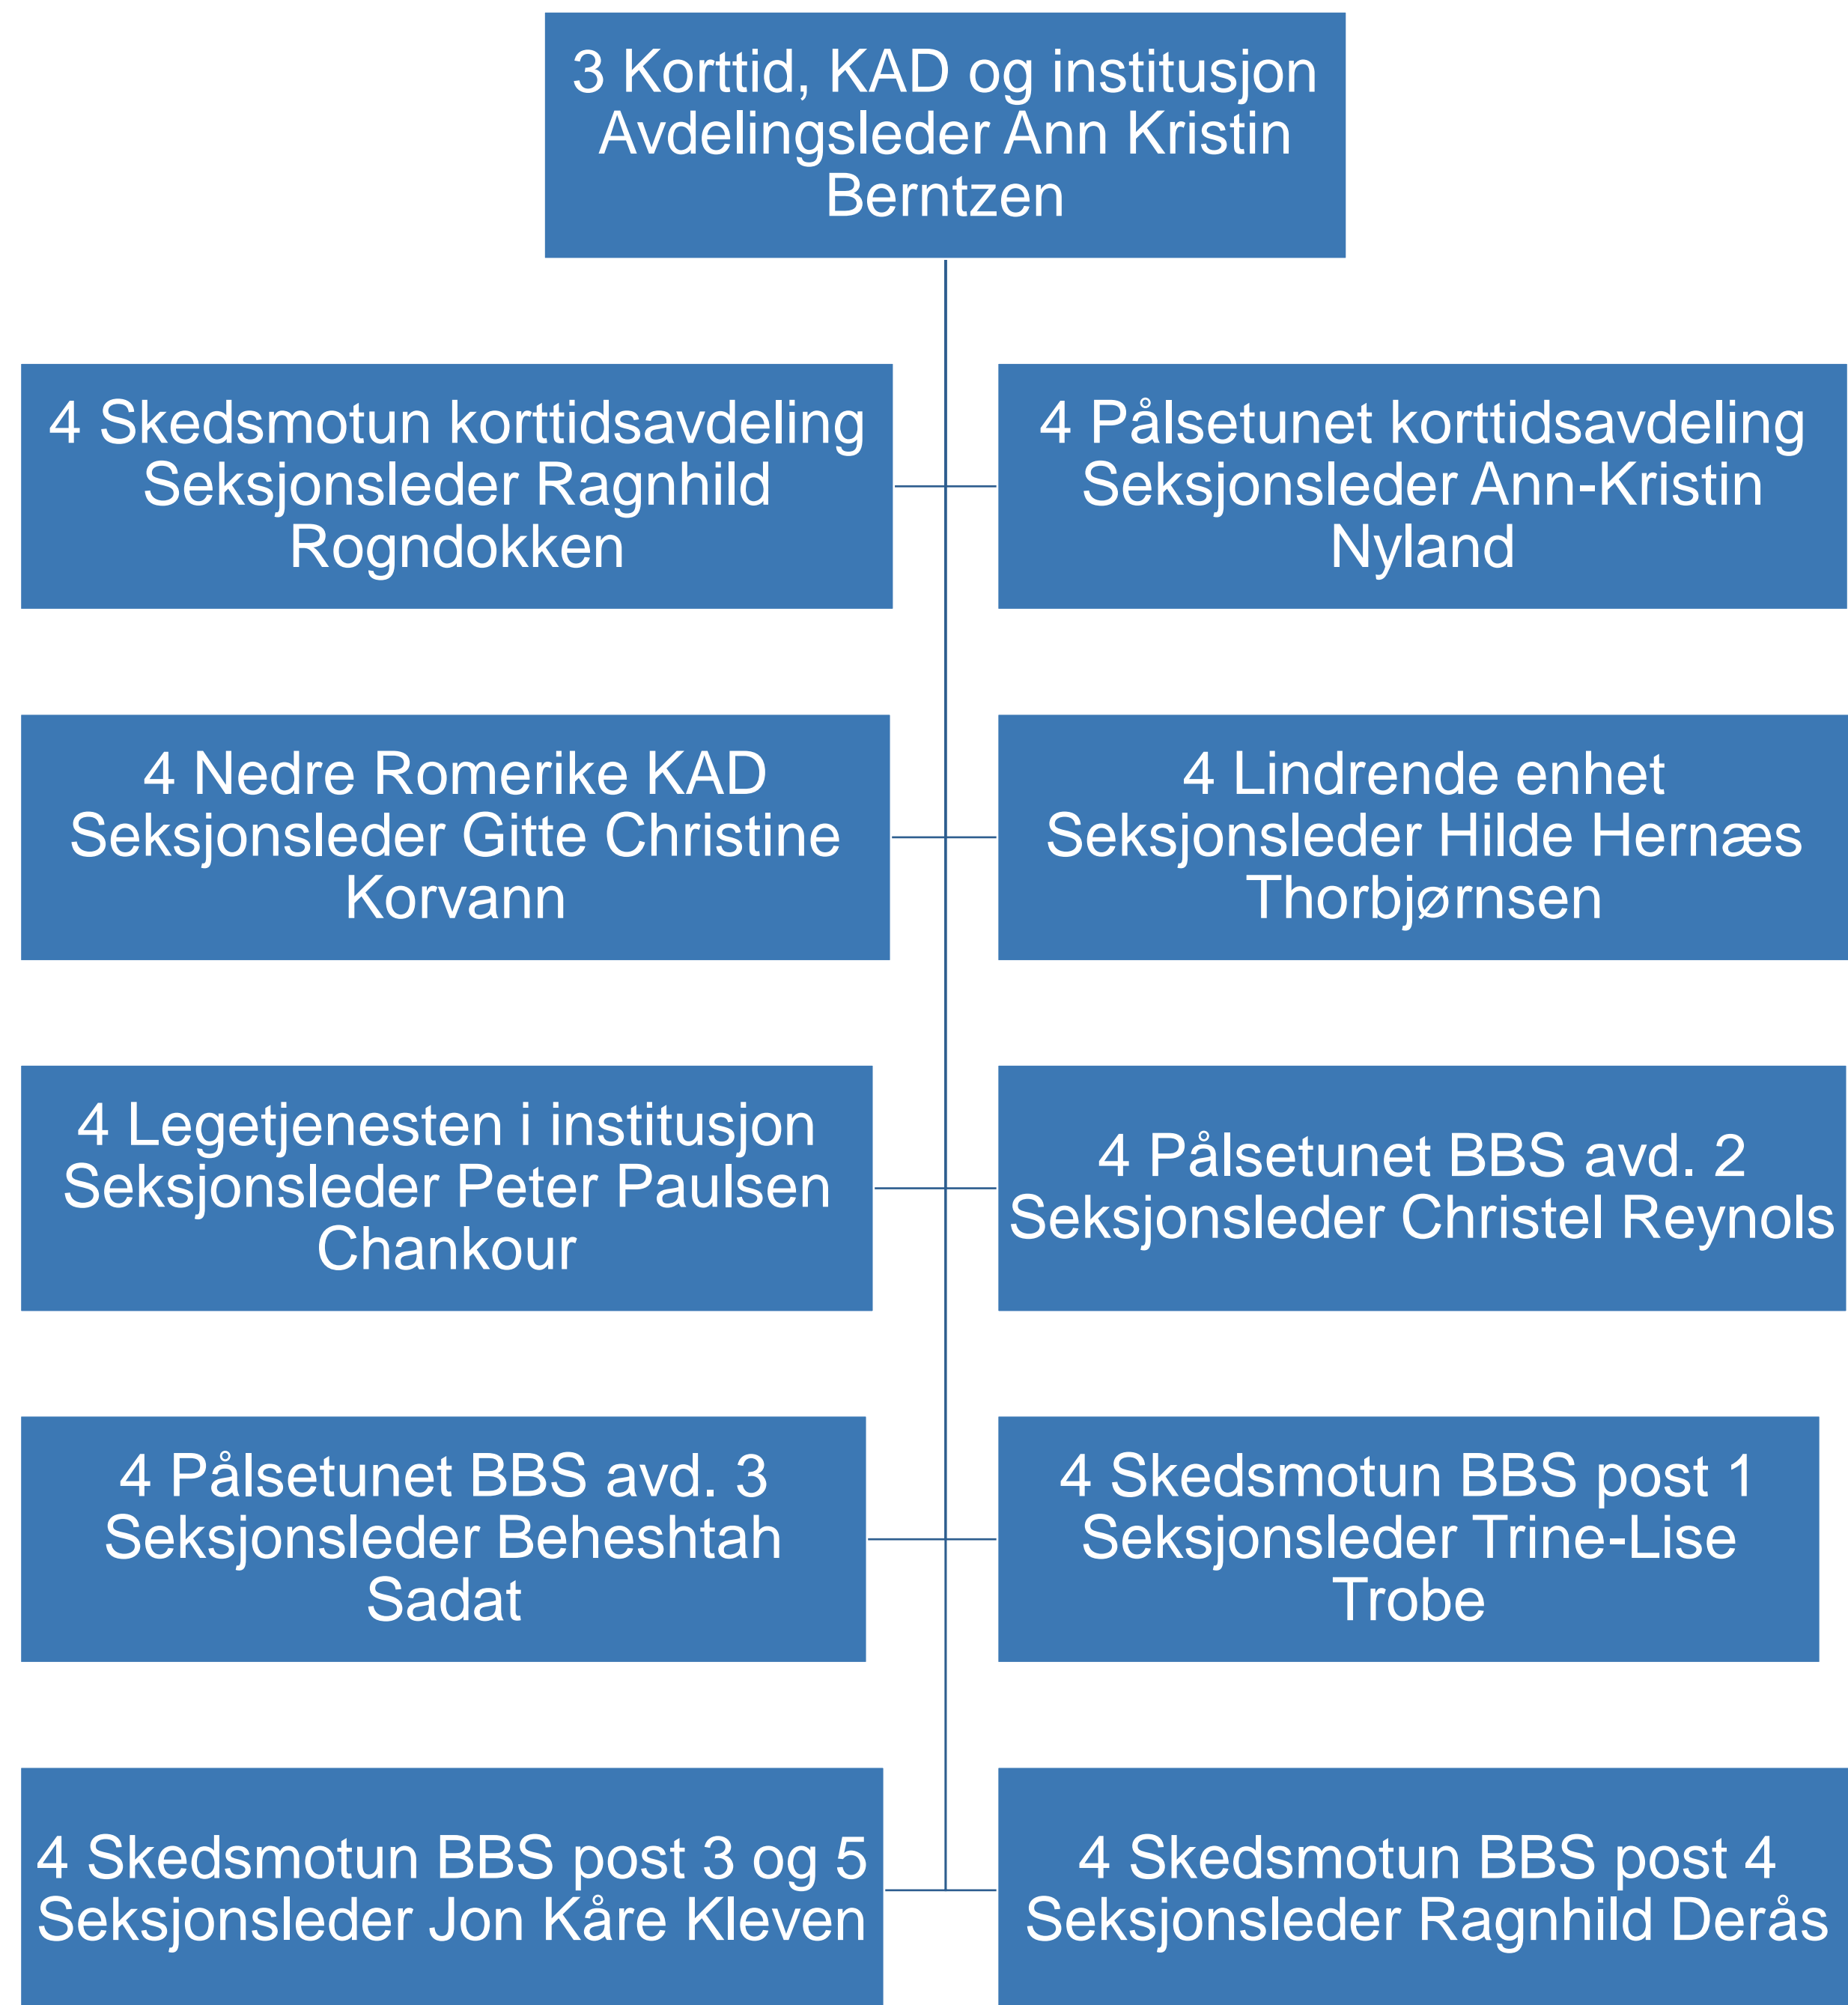 3 Korttid, KAD og institusjon
Avdelingsleder Ann Kristin
Berntzen
4 Skedsmotun korttidsavdeling
Seksjonsleder Ragnhild
Rogndokken
4 Pålsetunet korttidsavdeling
Seksjonsleder Ann-Kristin
Nyland
4 Nedre Romerike KAD
Seksjonsleder Gitte Christine
Korvann
4 Lindrende enhet
Seksjonsleder Hilde Hernæs
Thorbjørnsen
4 Legetjenesten i institusjon
Seksjonsleder Peter Paulsen
Chankour
4 Pålsetunet BBS avd. 2
Seksjonsleder Christel Reynols
4 Pålsetunet BBS avd. 3
Seksjonsleder Beheshtah
Sadat
4 Skedsmotun BBS post 1
Seksjonsleder Trine-Lise
Trobe
4 Skedsmotun BBS post 3 og 5
Seksjonsleder Jon Kåre Kleven
4 Skedsmotun BBS post 4
Seksjonsleder Ragnhild Derås